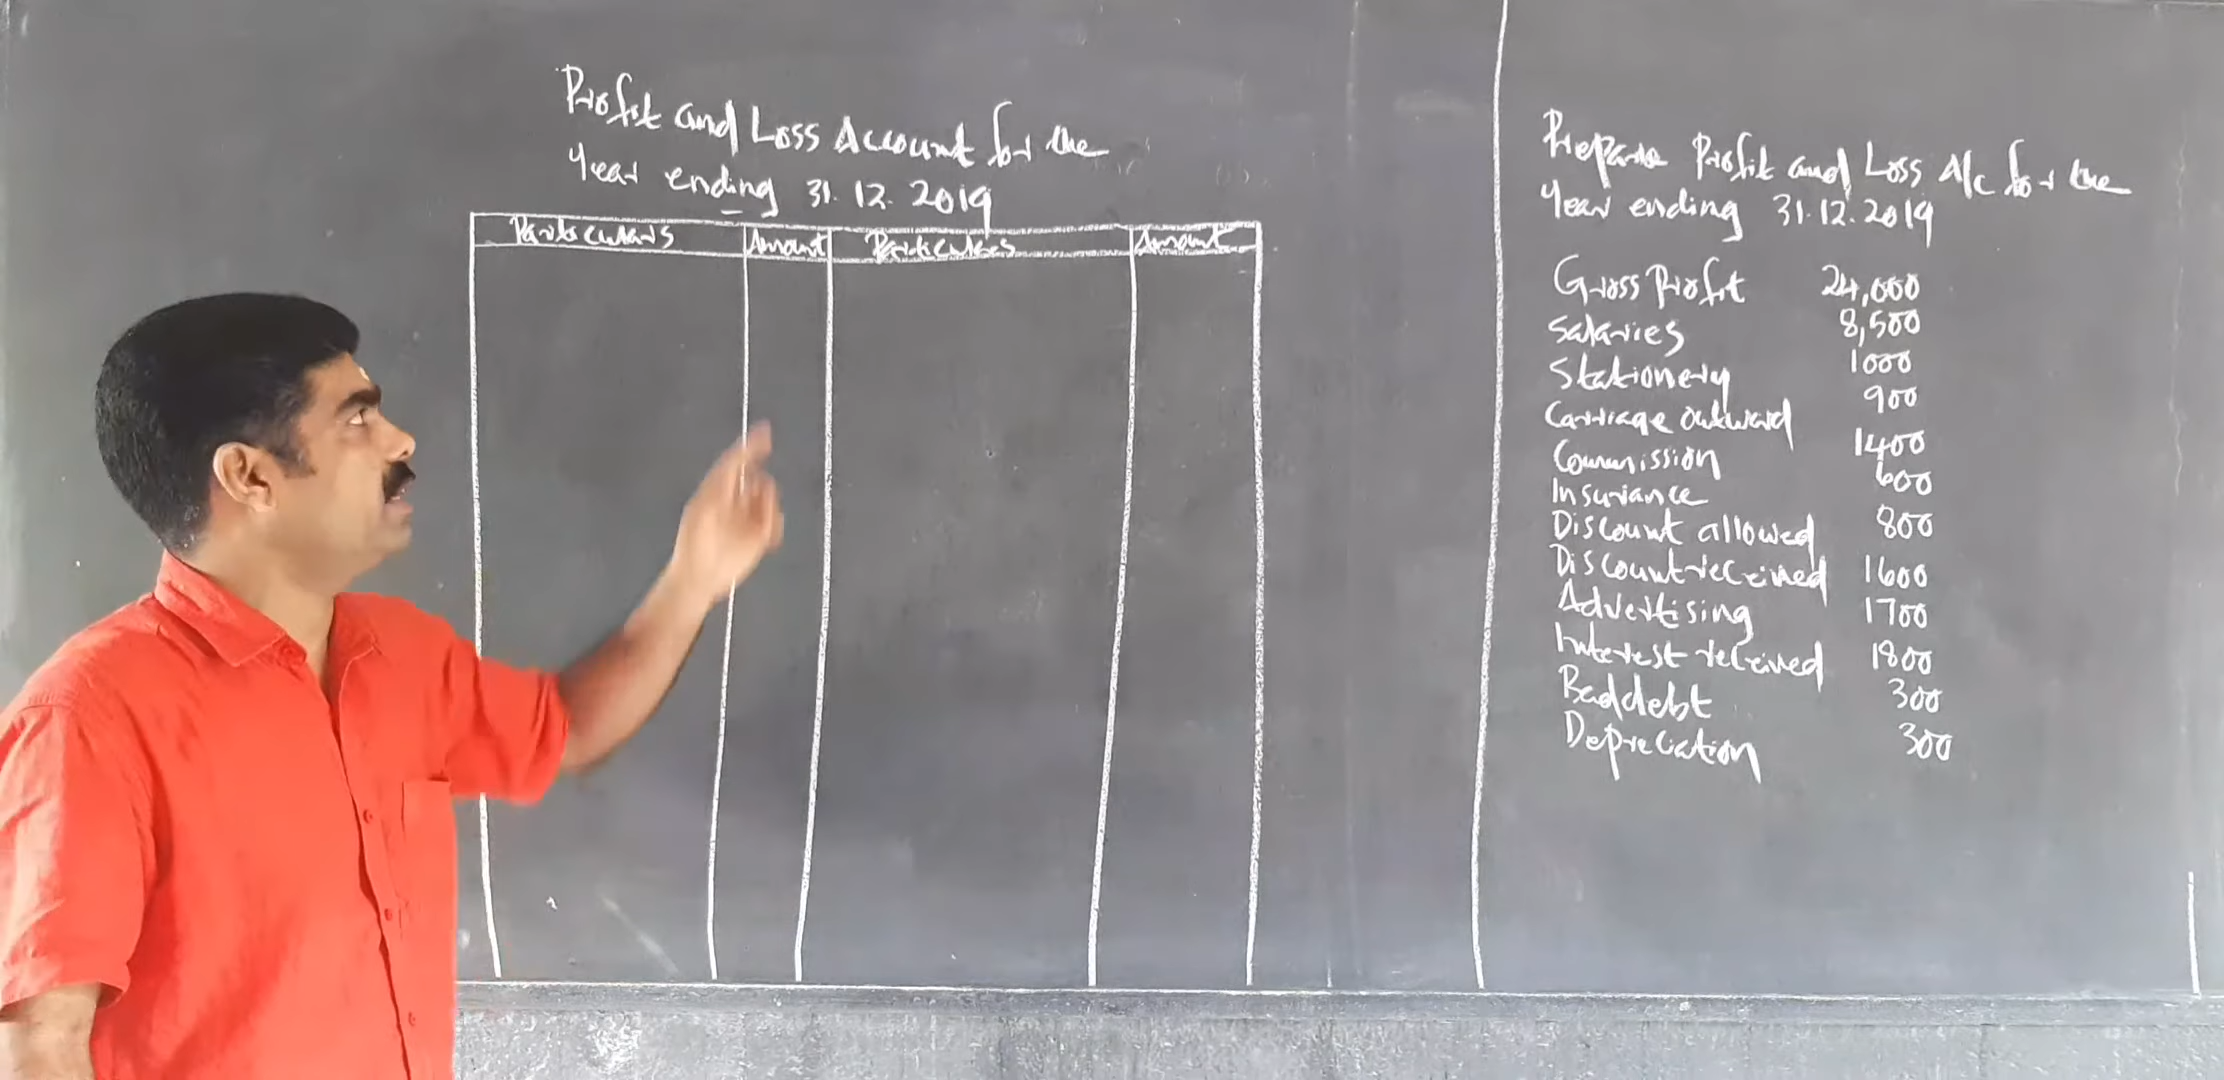 Profit and Loss Account for the
Year ending 31.12.2019
Particulars Amount Particulars Amount
Prepare Profit and Loss A/c for the
Year ending 31.12.2019
Gross Profit 24,000
Salaries 8,500
Stationery 1000
Carriage outward 900
Commission 1400
Insurance 600
Discount allowed 800
Discount received 1600
Advertising 1700
Interest received 1800
Bad debt 300
Depreciation 300